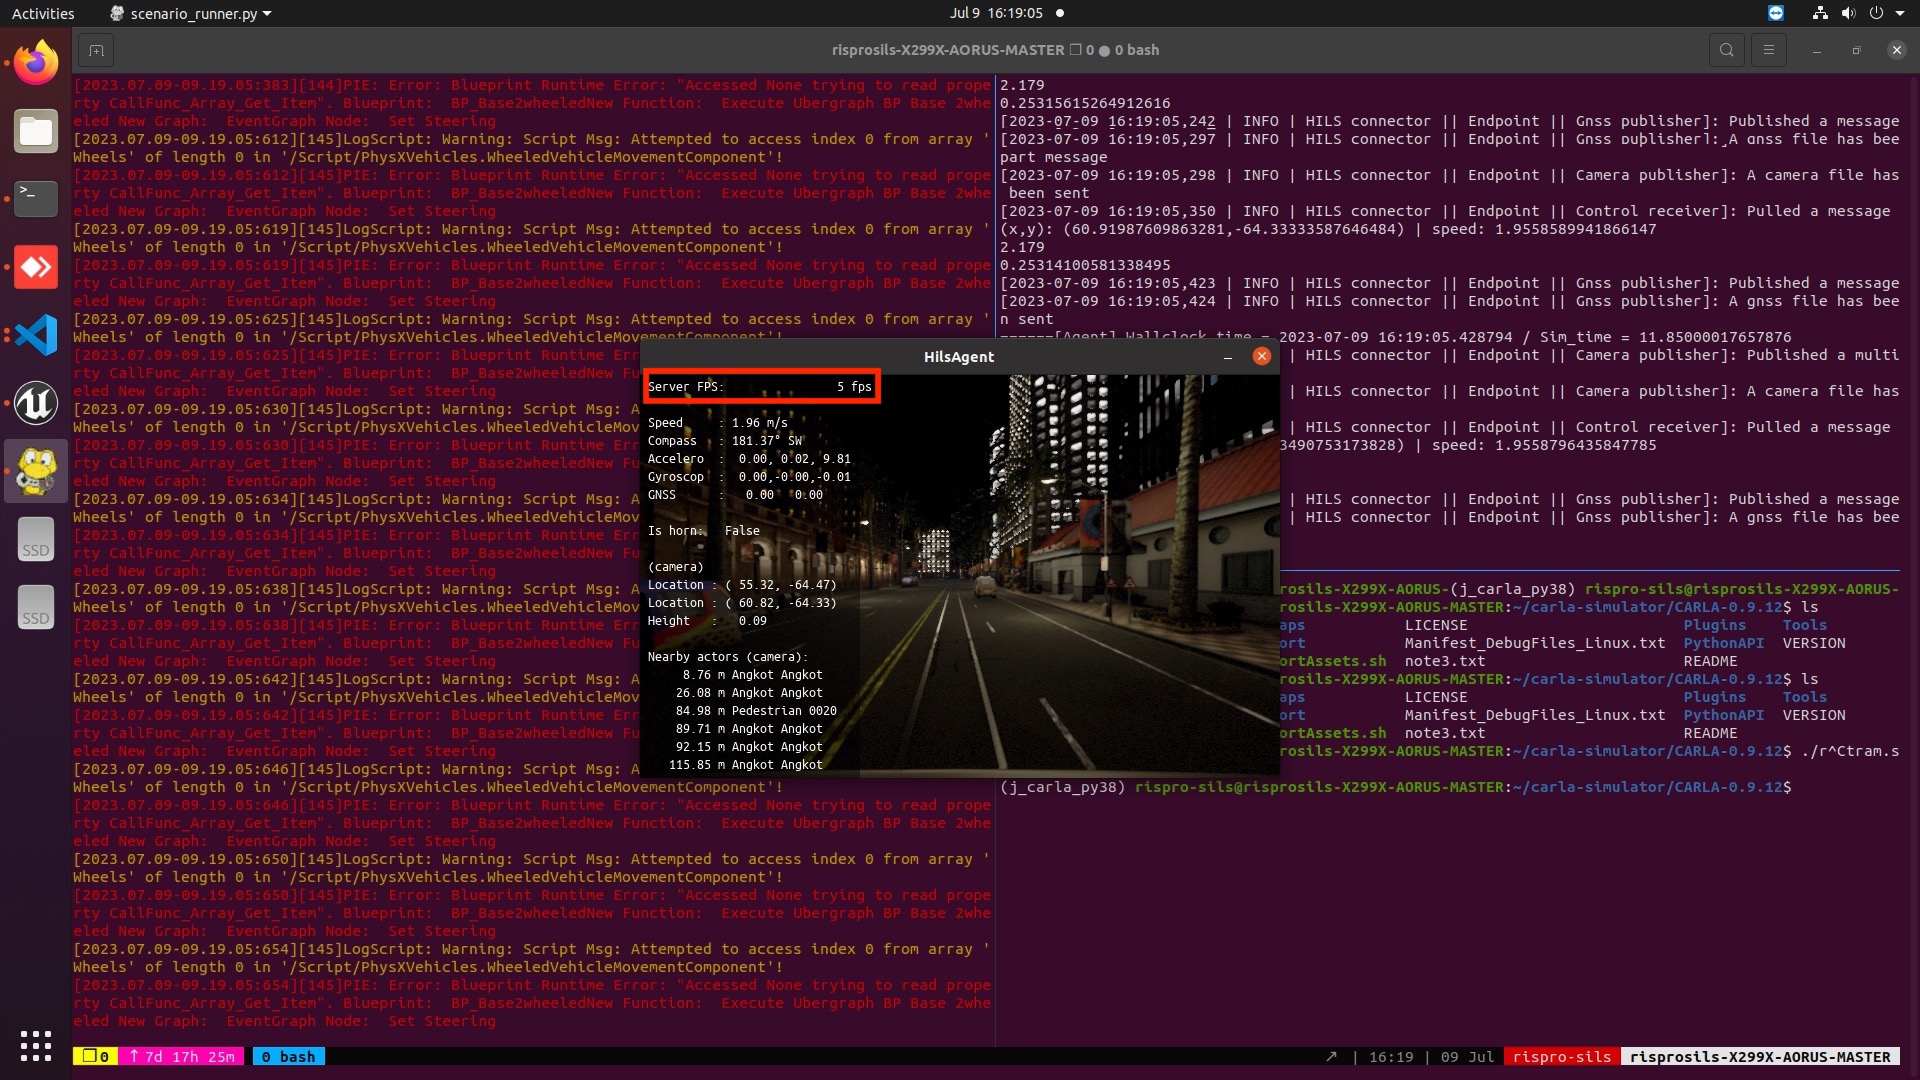 Activities
scenario_runner.py
Jul 9 16:19:05
risprosils-X299X-AORUS-MASTER ❐ 0 ● 0 bash
[2023.07.09-09.19.05:383][144]PIE: Error: Blueprint Runtime Error: "Accessed None trying to read prope
rty CallFunc_Array_Get_Item". Blueprint:  BP_Base2wheeledNew Function:  Execute Ubergraph BP Base 2whe
eled New Graph:  EventGraph Node:  Set Steering
[2023.07.09-09.19.05:612][145]LogScript: Warning: Script Msg: Attempted to access index 0 from array '
Wheels' of length 0 in '/Script/PhysXVehicles.WheeledVehicleMovementComponent'!
[2023.07.09-09.19.05:612][145]PIE: Error: Blueprint Runtime Error: "Accessed None trying to read prope
rty CallFunc_Array_Get_Item". Blueprint:  BP_Base2wheeledNew Function:  Execute Ubergraph BP Base 2whe
eled New Graph:  EventGraph Node:  Set Steering
[2023.07.09-09.19.05:619][145]LogScript: Warning: Script Msg: Attempted to access index 0 from array '
Wheels' of length 0 in '/Script/PhysXVehicles.WheeledVehicleMovementComponent'!
[2023.07.09-09.19.05:619][145]PIE: Error: Blueprint Runtime Error: "Accessed None trying to read prope
rty CallFunc_Array_Get_Item". Blueprint:  BP_Base2wheeledNew Function:  Execute Ubergraph BP Base 2whe
eled New Graph:  EventGraph Node:  Set Steering
[2023.07.09-09.19.05:625][145]LogScript: Warning: Script Msg: Attempted to access index 0 from array '
Wheels' of length 0 in '/Script/PhysXVehicles.WheeledVehicleMovementComponent'!
[2023.07.09-09.19.05:625][145]PIE: Error: Blueprint Ru
rty CallFunc_Array_Get_Item". Blueprint:  BP_Base2whee
eled New Graph:  EventGraph Node:  Set Steering
[2023.07.09-09.19.05:630][145]LogScript: Warning: Scri
Wheels' of length 0 in '/Script/PhysXVehicles.WheeledV
[2023.07.09-09.19.05:630][145]PIE: Error: Blueprint Ru
rty CallFunc_Array_Get_Item". Blueprint:  BP_Base2whee
eled New Graph:  EventGraph Node:  Set Steering
[2023.07.09-09.19.05:634][145]LogScript: Warning: Scri
Wheels' of length 0 in '/Script/PhysXVehicles.WheeledV
[2023.07.09-09.19.05:634][145]PIE: Error: Blueprint Ru
rty CallFunc_Array_Get_Item". Blueprint:  BP_Base2whee
eled New Graph:  EventGraph Node:  Set Steering
[2023.07.09-09.19.05:638][145]LogScript: Warning: Scri
Wheels' of length 0 in '/Script/PhysXVehicles.WheeledV
[2023.07.09-09.19.05:638][145]PIE: Error: Blueprint Ru
rty CallFunc_Array_Get_Item". Blueprint:  BP_Base2whee
eled New Graph:  EventGraph Node:  Set Steering
[2023.07.09-09.19.05:642][145]LogScript: Warning: Scri
Wheels' of length 0 in '/Script/PhysXVehicles.WheeledV
[2023.07.09-09.19.05:642][145]PIE: Error: Blueprint Ru
rty CallFunc_Array_Get_Item". Blueprint:  BP_Base2whee
eled New Graph:  EventGraph Node:  Set Steering
[2023.07.09-09.19.05:646][145]LogScript: Warning: Script Msg: A
Wheels' of length 0 in '/Script/PhysXVehicles.WheeledVehicleMovementComponent'!
[2023.07.09-09.19.05:646][145]PIE: Error: Blueprint Runtime Error: "Accessed None trying to read prope
rty CallFunc_Array_Get_Item". Blueprint:  BP_Base2wheeledNew Function:  Execute Ubergraph BP Base 2whe
eled New Graph:  EventGraph Node:  Set Steering
[2023.07.09-09.19.05:650][145]LogScript: Warning: Script Msg: Attempted to access index 0 from array '
Wheels' of length 0 in '/Script/PhysXVehicles.WheeledVehicleMovementComponent'!
[2023.07.09-09.19.05:650][145]PIE: Error: Blueprint Runtime Error: "Accessed None trying to read prope
rty CallFunc_Array_Get_Item". Blueprint:  BP_Base2wheeledNew Function:  Execute Ubergraph BP Base 2whe
eled New Graph:  EventGraph Node:  Set Steering
[2023.07.09-09.19.05:654][145]LogScript: Warning: Script Msg: Attempted to access index 0 from array '
Wheels' of length 0 in '/Script/PhysXVehicles.WheeledVehicleMovementComponent'!
[2023.07.09-09.19.05:654][145]PIE: Error: Blueprint Runtime Error: "Accessed None trying to read prope
rty CallFunc_Array_Get_Item". Blueprint:  BP_Base2wheeledNew Function:  Execute Ubergraph BP Base 2whe
eled New Graph:  EventGraph Node:  Set Steering
2.179
0.25315615264912616
[2023-07-09 16:19:05,242 | INFO | HILS connector || Endpoint || Gnss publisher]: Published a message
[2023-07-09 16:19:05,297 | INFO | HILS connector || Endpoint || Gnss publisher]: A gnss file has bee
part message
[2023-07-09 16:19:05,298 | INFO | HILS connector || Endpoint || Camera publisher]: A camera file has
been sent
[2023-07-09 16:19:05,350 | INFO | HILS connector || Endpoint || Control receiver]: Pulled a message
(x,y): (60.91987609863281,-64.33333587646484) | speed: 1.9558589941866147
2.179
0.25314100581338495
[2023-07-09 16:19:05,423 | INFO | HILS connector || Endpoint || Gnss publisher]: Published a message
[2023-07-09 16:19:05,424 | INFO | HILS connector || Endpoint || Gnss publisher]: A gnss file has bee
n sent
======[Agent] Wallclock_time = 2023-07-09 16:19:05.428794 / Sim_time = 11.85000017657876
| HILS connector || Endpoint || Camera publisher]: Published a multi
| HILS connector || Endpoint || Camera publisher]: A camera file has
| HILS connector || Endpoint || Control receiver]: Pulled a message
3490753173828) | speed: 1.9558796435847785
| HILS connector || Endpoint || Gnss publisher]: Published a message
| HILS connector || Endpoint || Gnss publisher]: A gnss file has bee
HilsAgent
Server FPS: 5 fps
Speed : 1.96 m/s
Compass : 181.37° SW
Accelero : 0.00, 0.02, 9.81
Gyroscop : 0.00,-0.00,-0.01
GNSS : 0.00 0.00
Is horn: False
(camera)
Location : ( 55.32, -64.47)
Location : ( 60.82, -64.33)
Height : 0.09
Nearby actors (camera):
8.76 m Angkot Angkot
26.08 m Angkot Angkot
84.98 m Pedestrian 0020
89.71 m Angkot Angkot
92.15 m Angkot Angkot
115.85 m Angkot Angkot
rosils-X299X-AORUS-(j_carla_py38) rispro-sils@risprosils-X299X-AORUS-
rosils-X299X-AORUS-MASTER:~/carla-simulator/CARLA-0.9.12$ ls
aps LICENSE Plugins Tools
ort Manifest_DebugFiles_Linux.txt PythonAPI VERSION
ortAssets.sh note3.txt README
rosils-X299X-AORUS-MASTER:~/carla-simulator/CARLA-0.9.12$ ls
aps LICENSE Plugins Tools
ort Manifest_DebugFiles_Linux.txt PythonAPI VERSION
ortAssets.sh note3.txt README
rosils-X299X-AORUS-MASTER:~/carla-simulator/CARLA-0.9.12$ ./r^Ctram.s
(j_carla_py38) rispro-sils@risprosils-X299X-AORUS-MASTER:~/carla-simulator/CARLA-0.9.12$
SSD
SSD
❐ 0 ↑ 7d 17h 25m 0 bash
↗ | 16:19 | 09 Jul rispro-sils risprosils-X299X-AORUS-MASTER